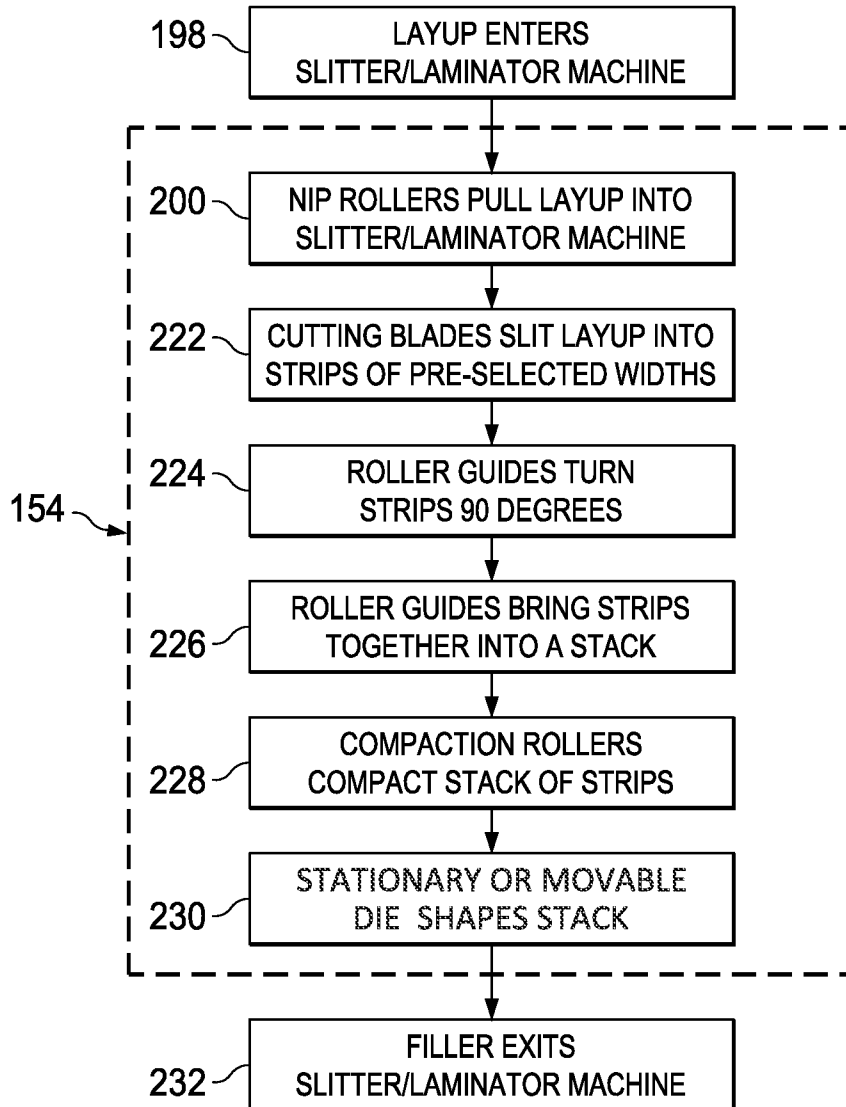 198
LAYUP ENTERS
SLITTER/LAMINATOR MACHINE
200
NIP ROLLERS PULL LAYUP INTO
SLITTER/LAMINATOR MACHINE
222
CUTTING BLADES SLIT LAYUP INTO
STRIPS OF PRE-SELECTED WIDTHS
224
ROLLER GUIDES TURN
STRIPS 90 DEGREES
154
226
ROLLER GUIDES BRING STRIPS
TOGETHER INTO A STACK
228
COMPACTION ROLLERS
COMPACT STACK OF STRIPS
230
STATIONARY OR MOVABLE
DIE SHAPES STACK
232
FILLER EXITS
SLITTER/LAMINATOR MACHINE